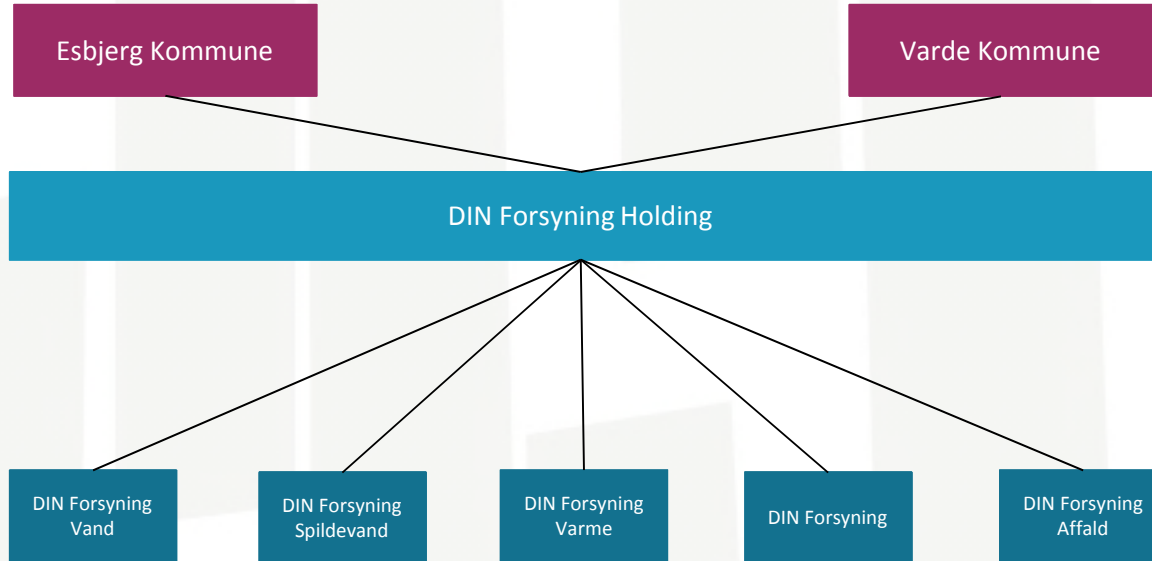 Esbjerg Kommune
Varde Kommune
DIN Forsyning Holding
DIN Forsyning
Vand
DIN Forsyning
Spildevand
DIN Forsyning
Varme
DIN Forsyning
DIN Forsyning
Affald